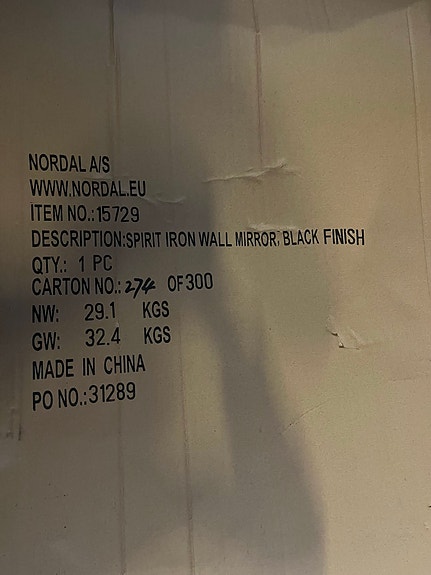 NORDAL A/S
WWW.NORDAL.EU
ITEM NO.:15729
DESCRIPTION:SPIRIT IRON WALL MIRROR, BLACK FINISH
QTY.: 1 PC
CARTON NO.: 274 OF 300
NW: 29.1 KGS
GW: 32.4 KGS
MADE IN CHINA
PO NO.:31289